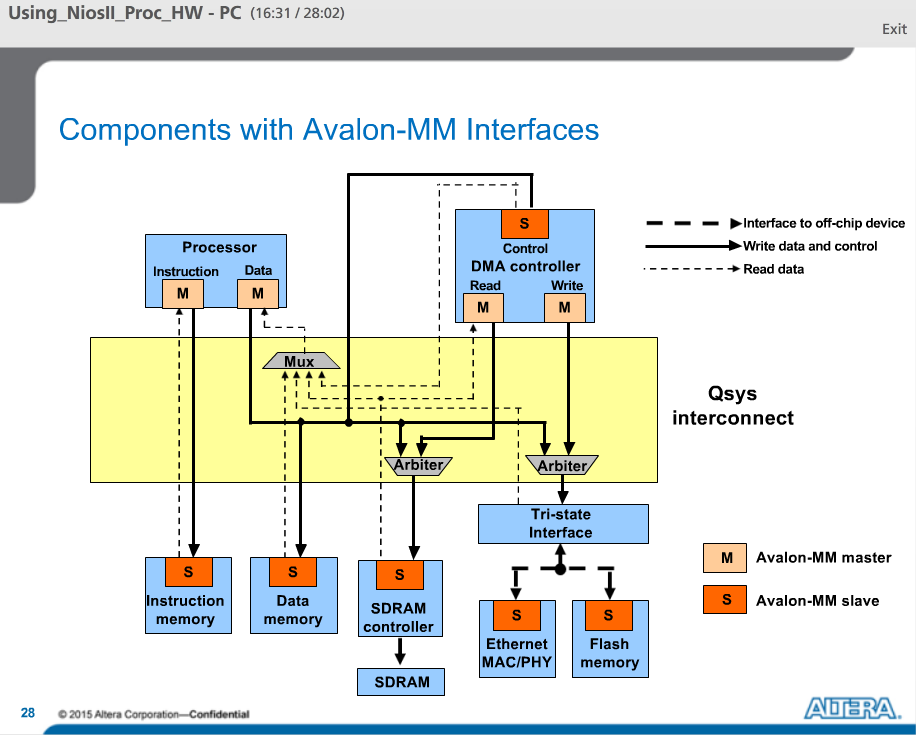 Using_NiosII_Proc_HW - PC (16:31 / 28:02)
Exit
Components with Avalon-MM Interfaces
S
Control
DMA controller
Read Write
M M
Processor
Instruction Data
M M
Interface to off-chip device
Write data and control
Read data
Mux
Qsys
interconnect
Arbiter
Arbiter
Tri-state
Interface
S
Instruction
memory
S
Data
memory
S
SDRAM
controller
SDRAM
S
Ethernet
MAC/PHY
S
Flash
memory
M Avalon-MM master
S Avalon-MM slave
28 © 2015 Altera Corporation—Confidential
ALTERA.